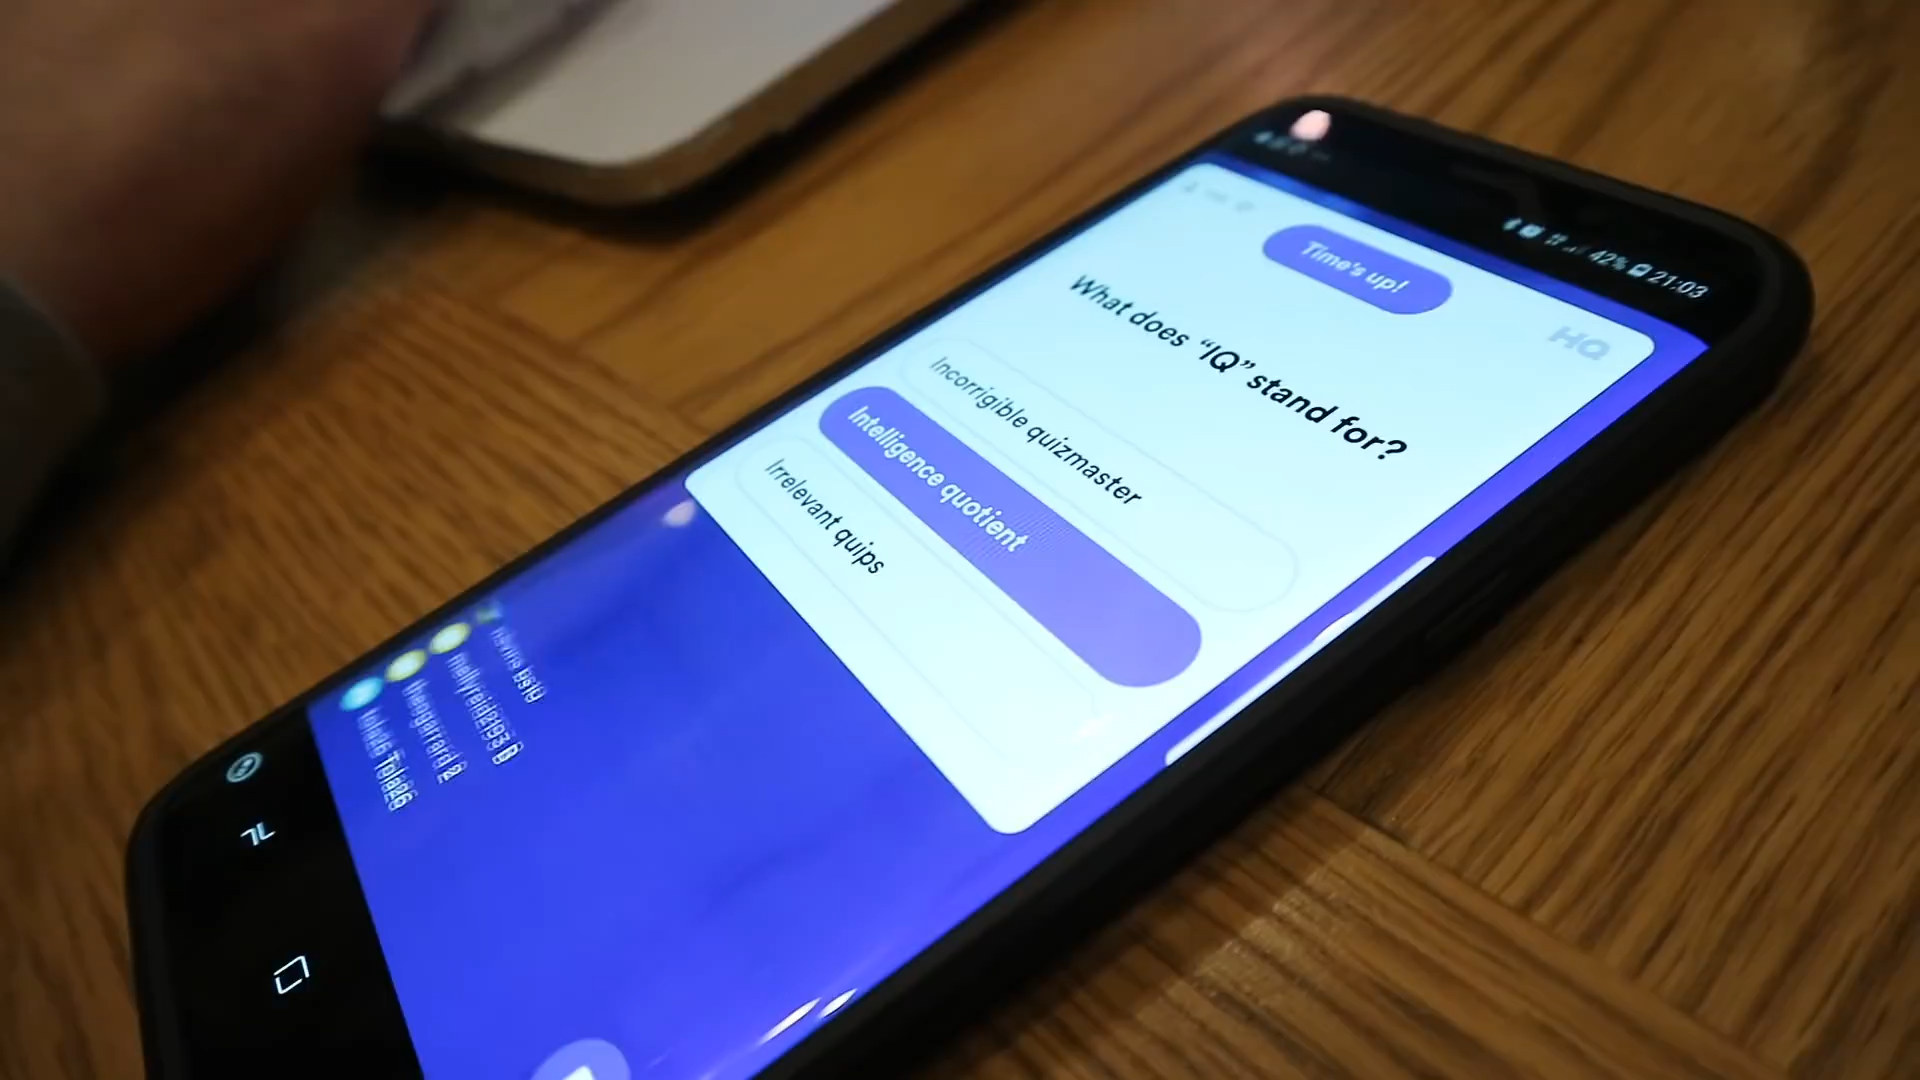 42% 21:03
Time's up!
HQ
What does “IQ” stand for?
Incorrigible quizmaster
Intelligence quotient
Irrelevant quips